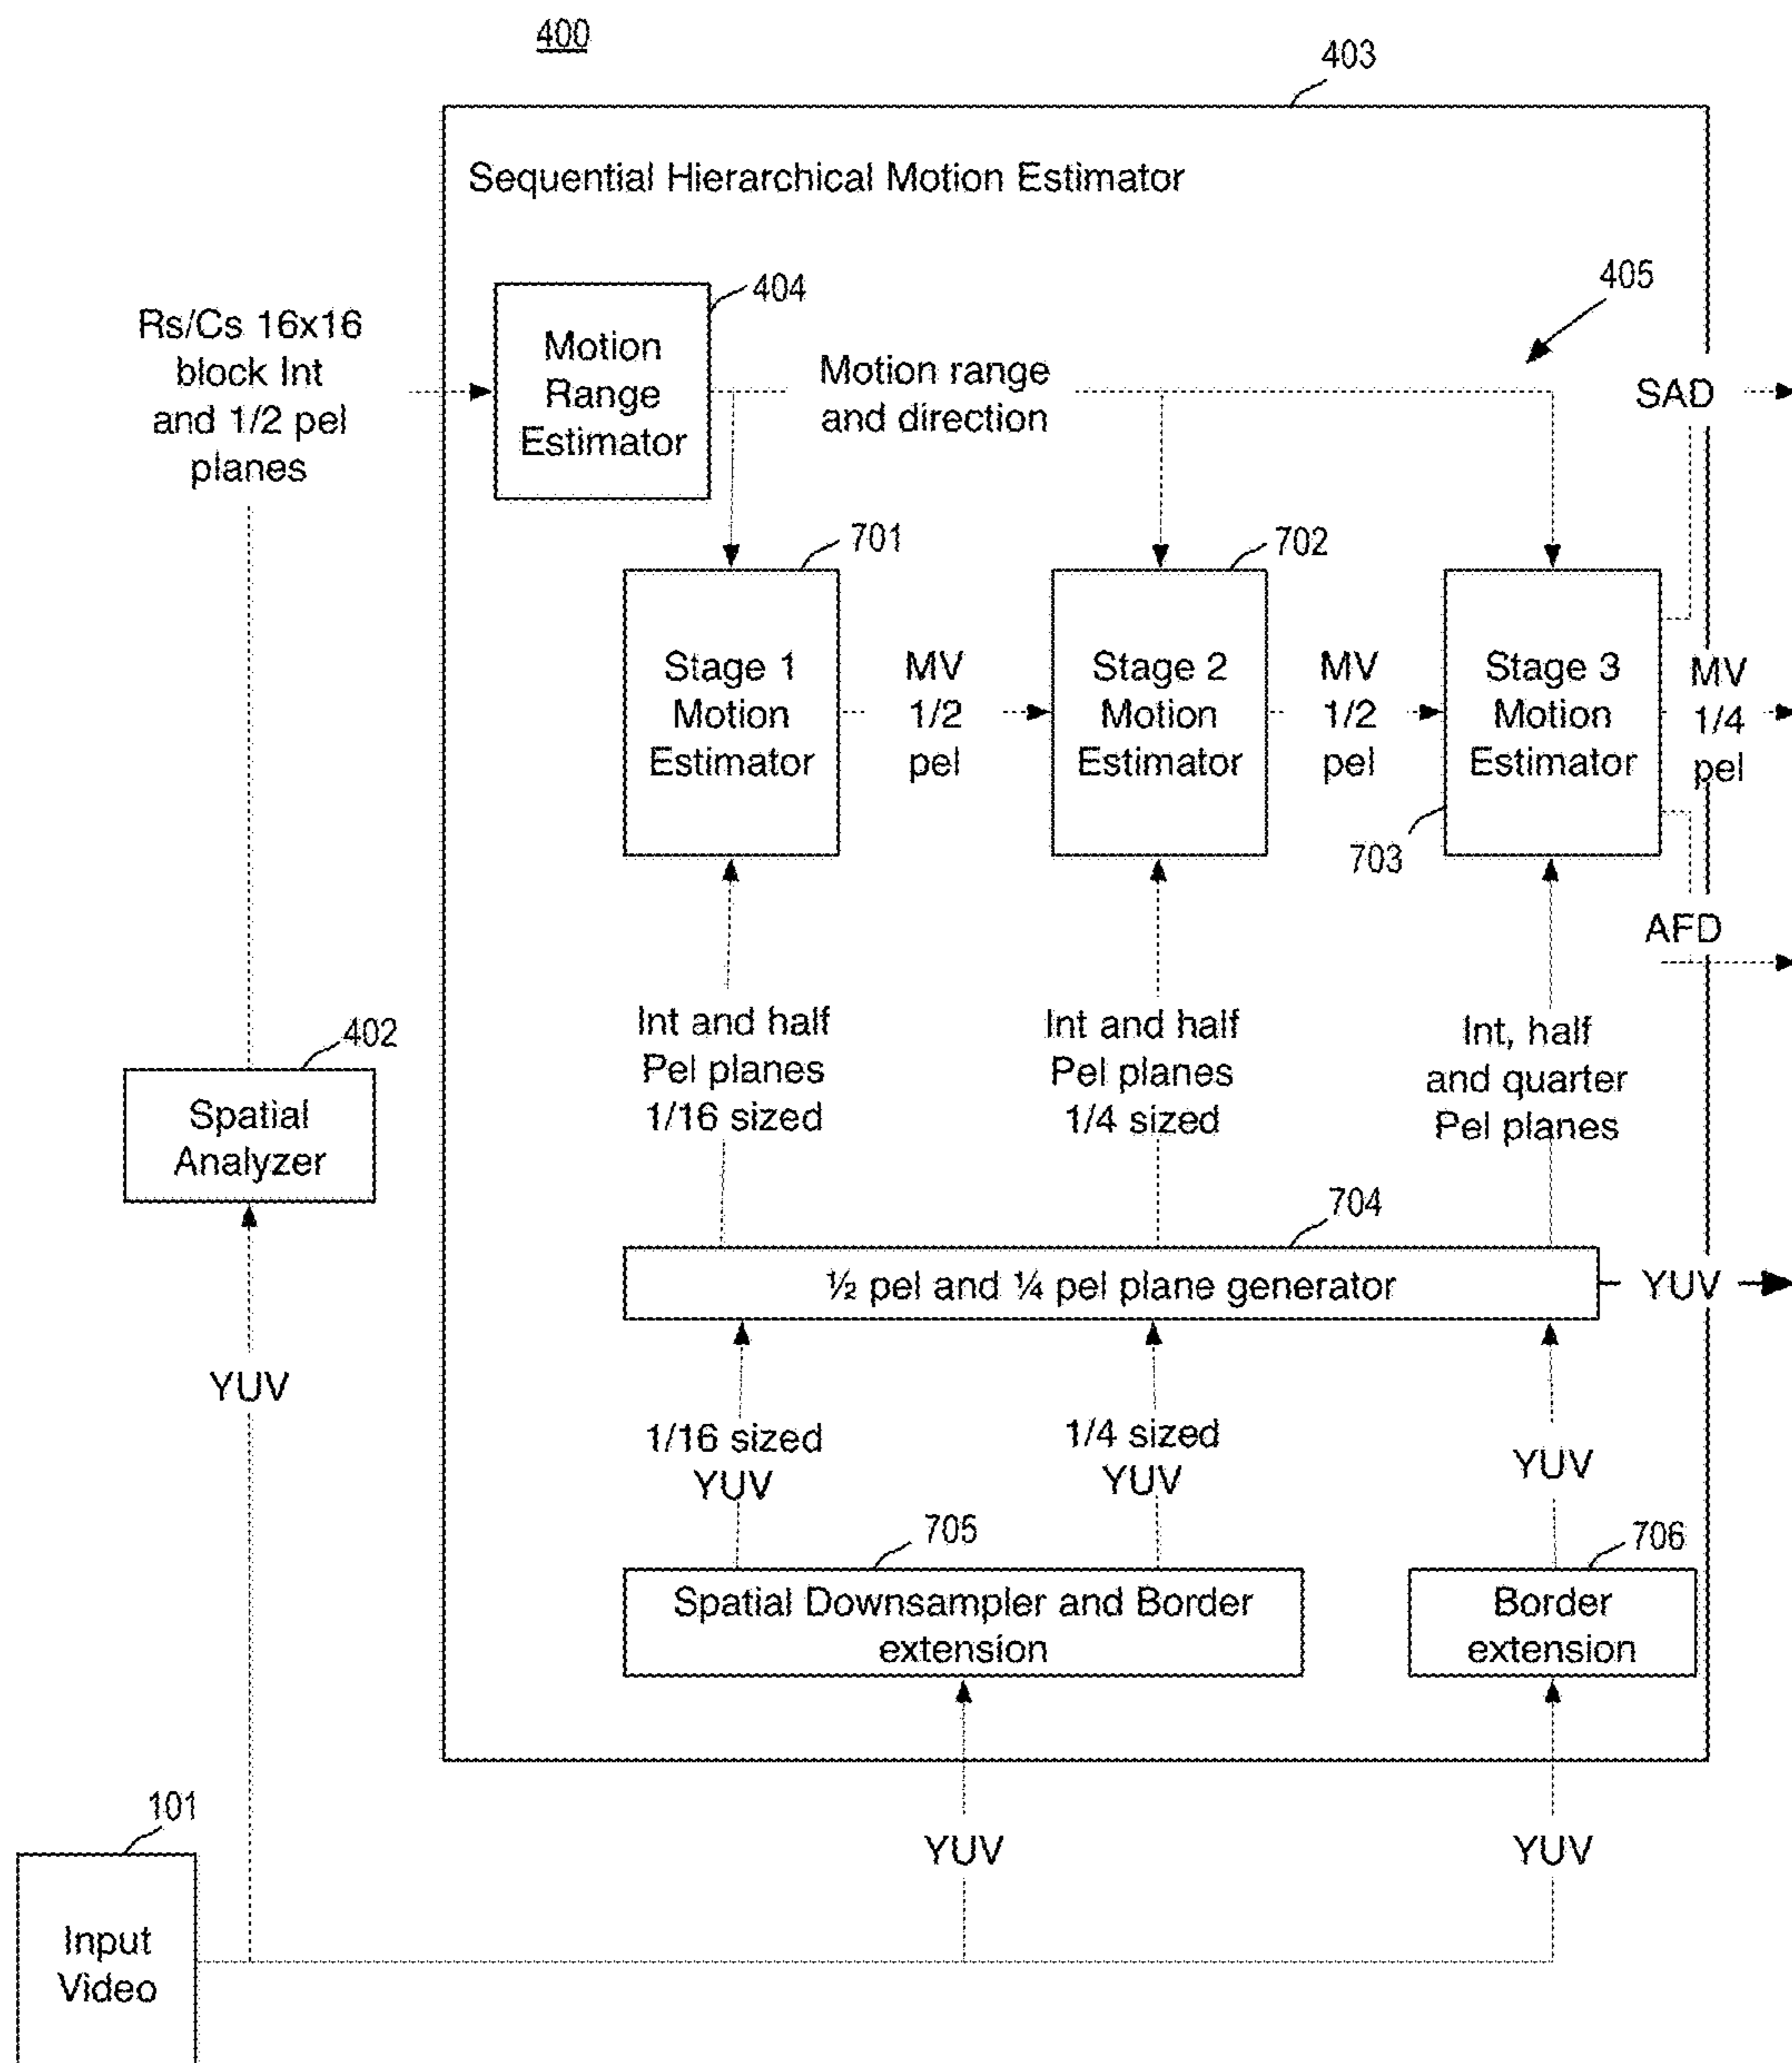 400
403
Sequential Hierarchical Motion Estimator
404
405
Rs/Cs 16x16
block Int
and 1/2 pel
planes
Motion
Range
Estimator
Motion range
and direction
SAD
701
702
Stage 1
Motion
Estimator
MV
1/2
pel
Stage 2
Motion
Estimator
MV
1/2
pel
Stage 3
Motion
Estimator
MV
1/4
pel
703
AFD
402
Spatial
Analyzer
Int and half
Pel planes
1/16 sized
Int and half
Pel planes
1/4 sized
Int, half
and quarter
Pel planes
704
½ pel and ¼ pel plane generator
YUV
YUV
1/16 sized
YUV
1/4 sized
YUV
YUV
705
706
Spatial Downsampler and Border
extension
Border
extension
101
YUV
YUV
Input
Video